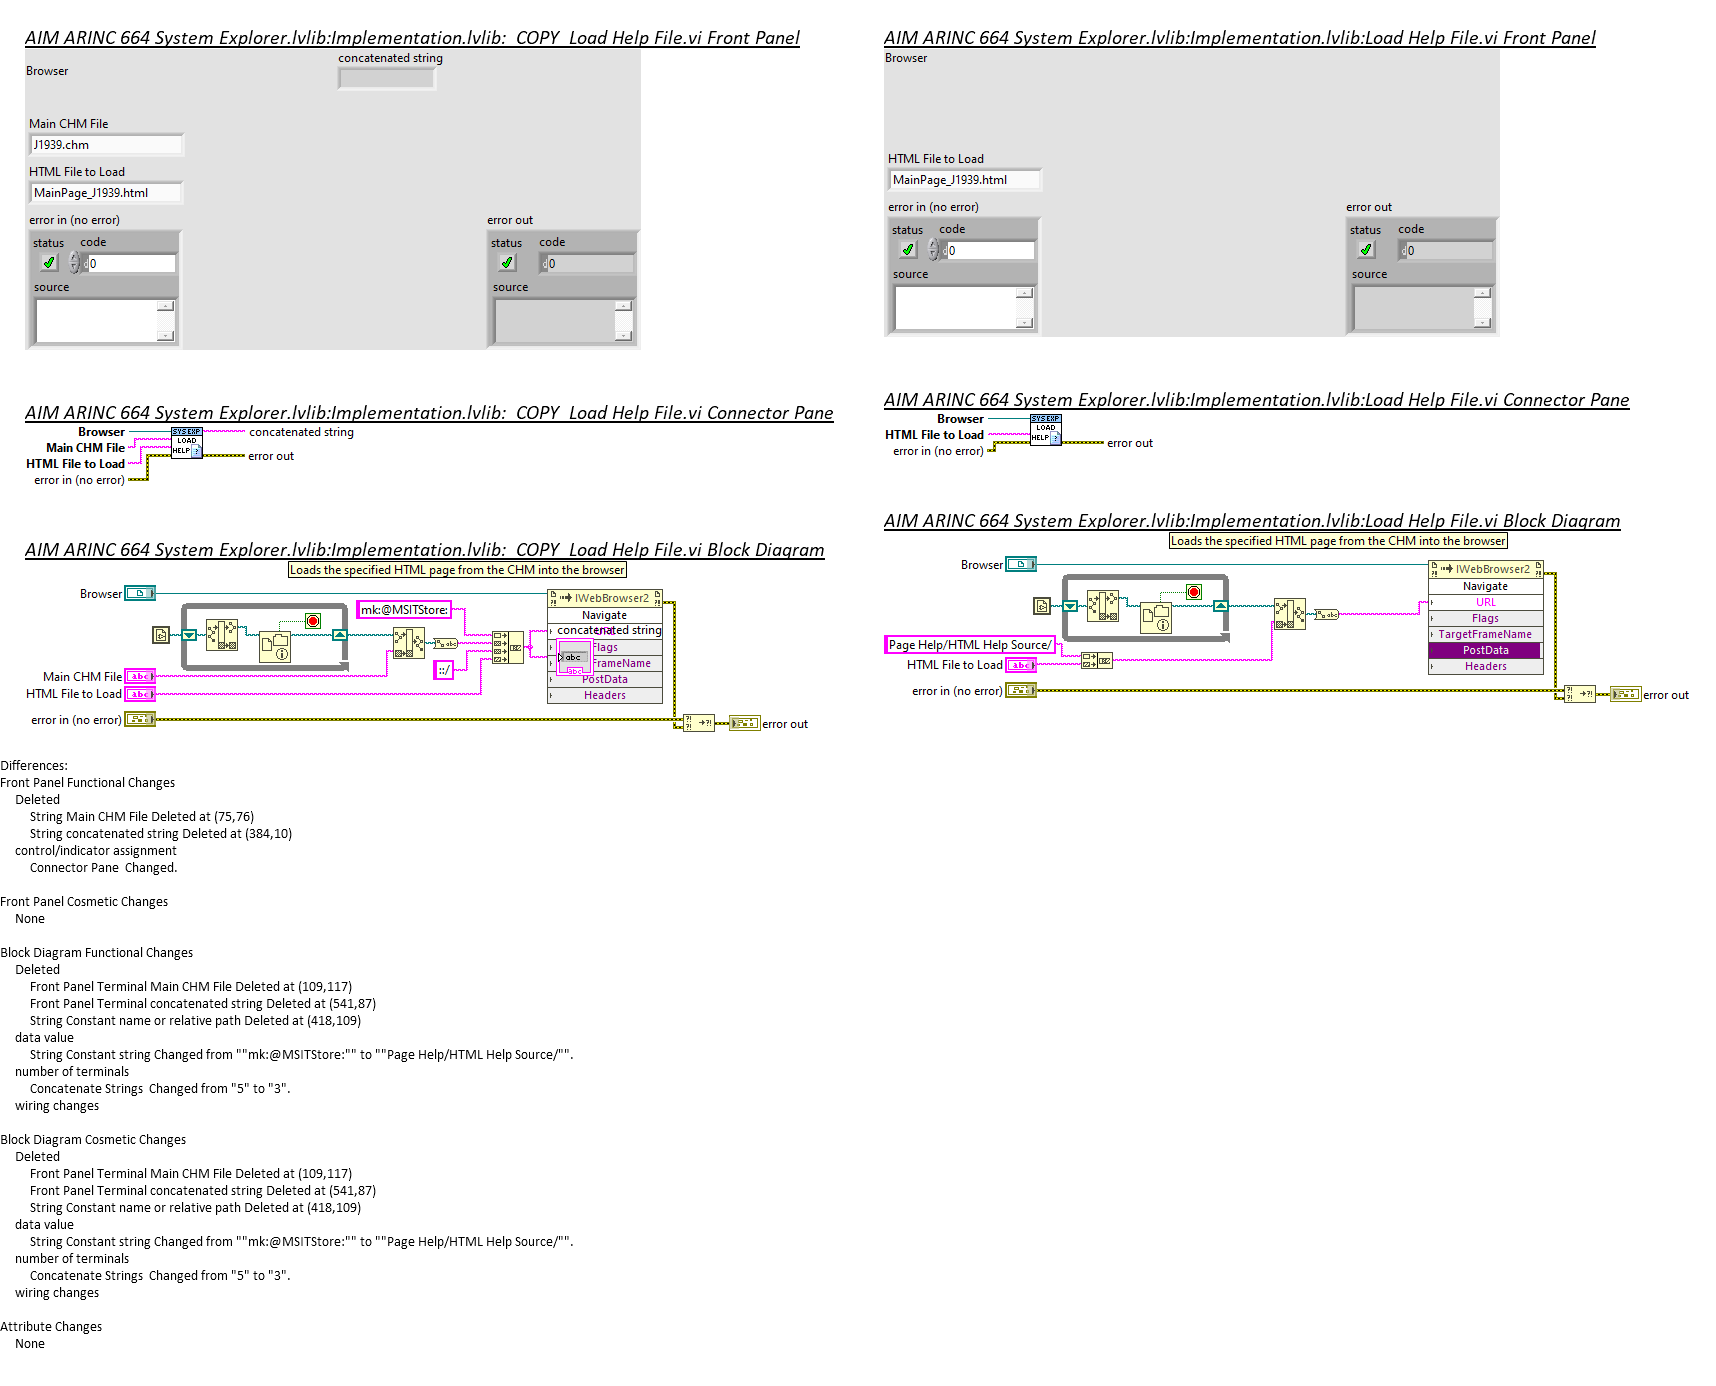 AIM ARINC 664 System Explorer.lvlib:Implementation.lvlib:  COPY  Load Help File.vi Front Panel
Browser
concatenated string
Main CHM File
J1939.chm
HTML File to Load
MainPage_J1939.html
error in (no error)
error out
status code
status code
0
0
source
source
AIM ARINC 664 System Explorer.lvlib:Implementation.lvlib:  COPY  Load Help File.vi Connector Pane
Browser
Main CHM File
HTML File to Load
error in (no error)
SYS EXP
LOAD
HELP ?
concatenated string
error out
AIM ARINC 664 System Explorer.lvlib:Implementation.lvlib:  COPY  Load Help File.vi Block Diagram
Loads the specified HTML page from the CHM into the browser
Browser
mk:@MSITStore:
IWebBrowser2
Navigate
URL
concatenated string
Flags
abc
FrameName
abc
PostData
Headers
::/
abc
Main CHM File
abc
HTML File to Load
abc
error in (no error)
error out
AIM ARINC 664 System Explorer.lvlib:Implementation.lvlib:Load Help File.vi Front Panel
Browser
HTML File to Load
MainPage_J1939.html
error in (no error)
error out
status code
status code
0
0
source
source
AIM ARINC 664 System Explorer.lvlib:Implementation.lvlib:Load Help File.vi Connector Pane
Browser
HTML File to Load
error in (no error)
SYS EXP
LOAD
HELP ?
error out
AIM ARINC 664 System Explorer.lvlib:Implementation.lvlib:Load Help File.vi Block Diagram
Loads the specified HTML page from the CHM into the browser
Browser
IWebBrowser2
Navigate
URL
Flags
TargetFrameName
PostData
Headers
abc
Page Help/HTML Help Source/
HTML File to Load
abc
error in (no error)
error out
Differences:
Front Panel Functional Changes
Deleted
String Main CHM File Deleted at (75,76)
String concatenated string Deleted at (384,10)
control/indicator assignment
Connector Pane  Changed.
Front Panel Cosmetic Changes
None
Block Diagram Functional Changes
Deleted
Front Panel Terminal Main CHM File Deleted at (109,117)
Front Panel Terminal concatenated string Deleted at (541,87)
String Constant name or relative path Deleted at (418,109)
data value
String Constant string Changed from ""mk:@MSITStore:"" to ""Page Help/HTML Help Source/"".
number of terminals
Concatenate Strings  Changed from "5" to "3".
wiring changes
Block Diagram Cosmetic Changes
Deleted
Front Panel Terminal Main CHM File Deleted at (109,117)
Front Panel Terminal concatenated string Deleted at (541,87)
String Constant name or relative path Deleted at (418,109)
data value
String Constant string Changed from ""mk:@MSITStore:"" to ""Page Help/HTML Help Source/"".
number of terminals
Concatenate Strings  Changed from "5" to "3".
wiring changes
Attribute Changes
None